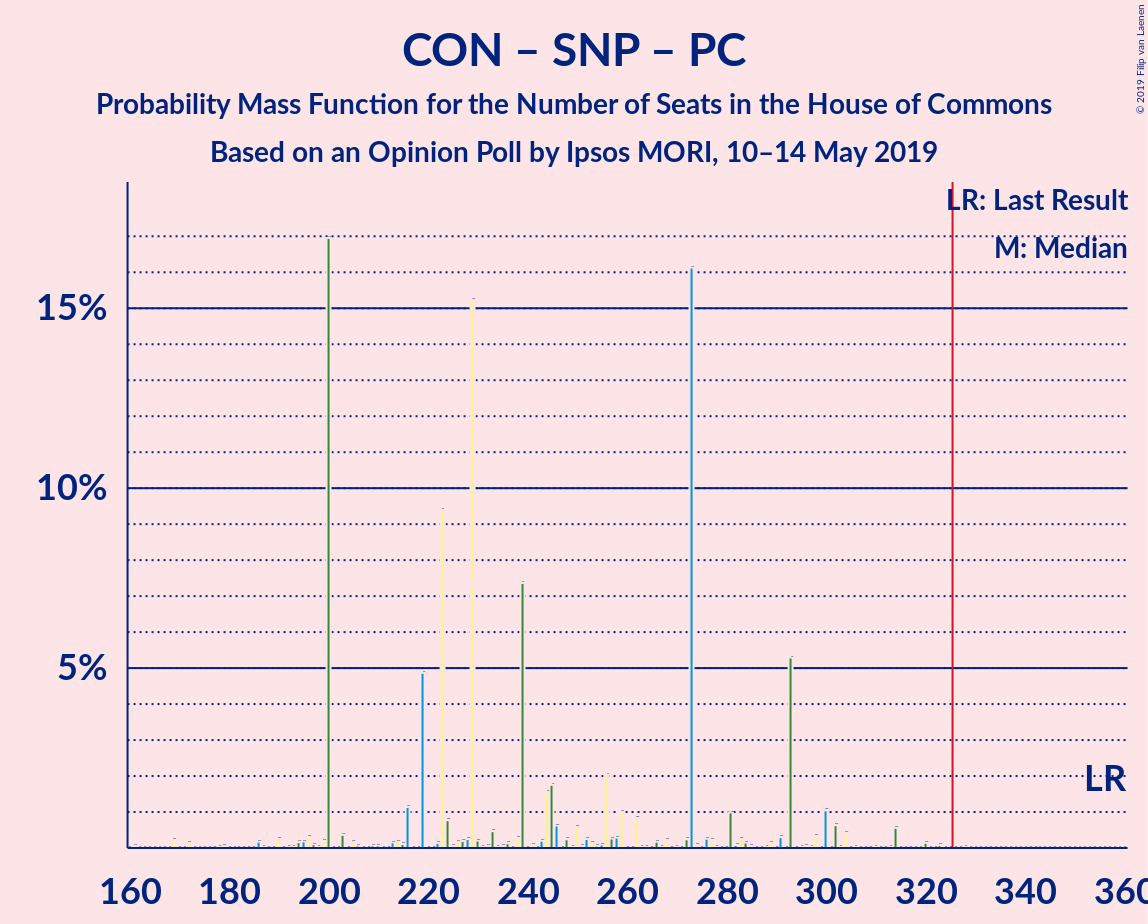 CON – SNP – PC
Probability Mass Function for the Number of Seats in the House of Commons
Based on an Opinion Poll by Ipsos MORI, 10–14 May 2019
© 2019 Filip van Laenen
LR: Last Result
M: Median
15%
10%
5%
LR
160 180 200 220 240 260 280 300 320 340 360